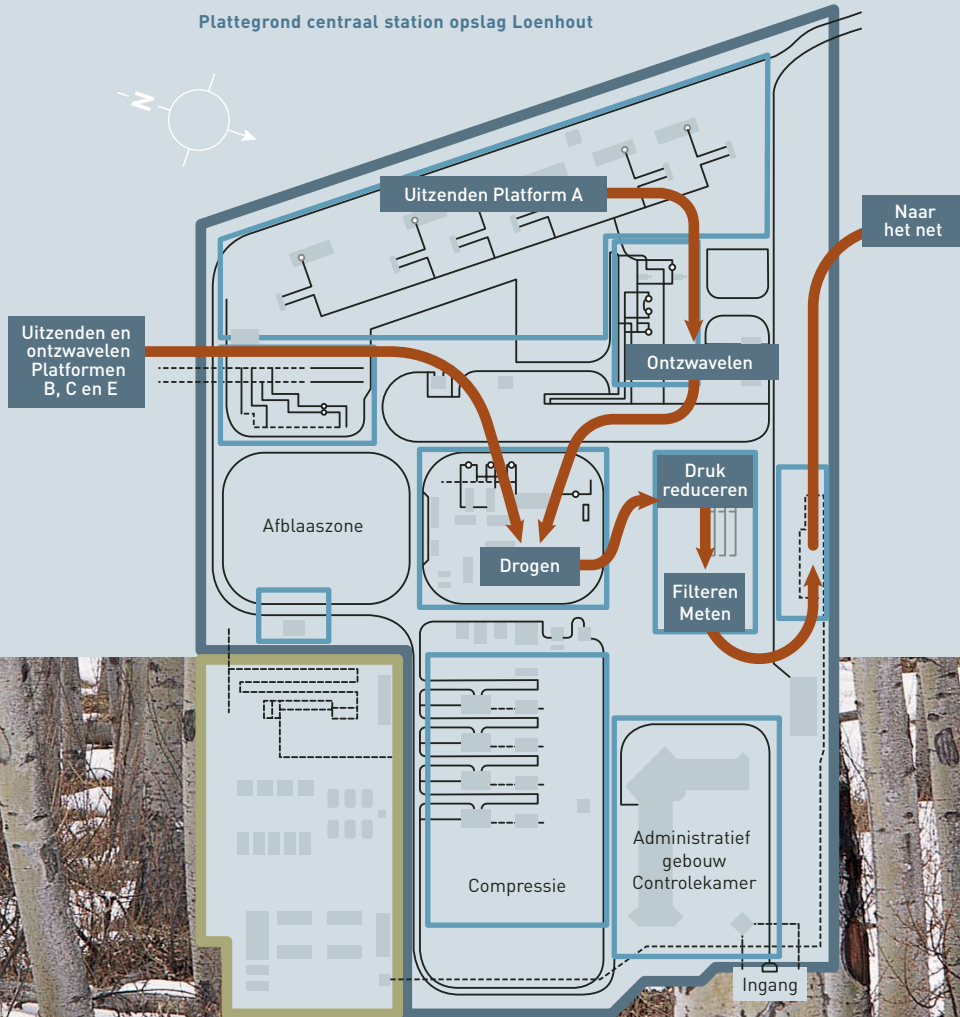 Plattegrond centraal station opslag Loenhout
N
Uitzenden Platform A
Naar
het net
Uitzenden en
ontzwavelen
Platformen
B, C en E
Ontzwavelen
Druk
reduceren
Afblaaszone
Drogen
Filteren
Meten
Administratief
gebouw
Controlekamer
Compressie
Ingang